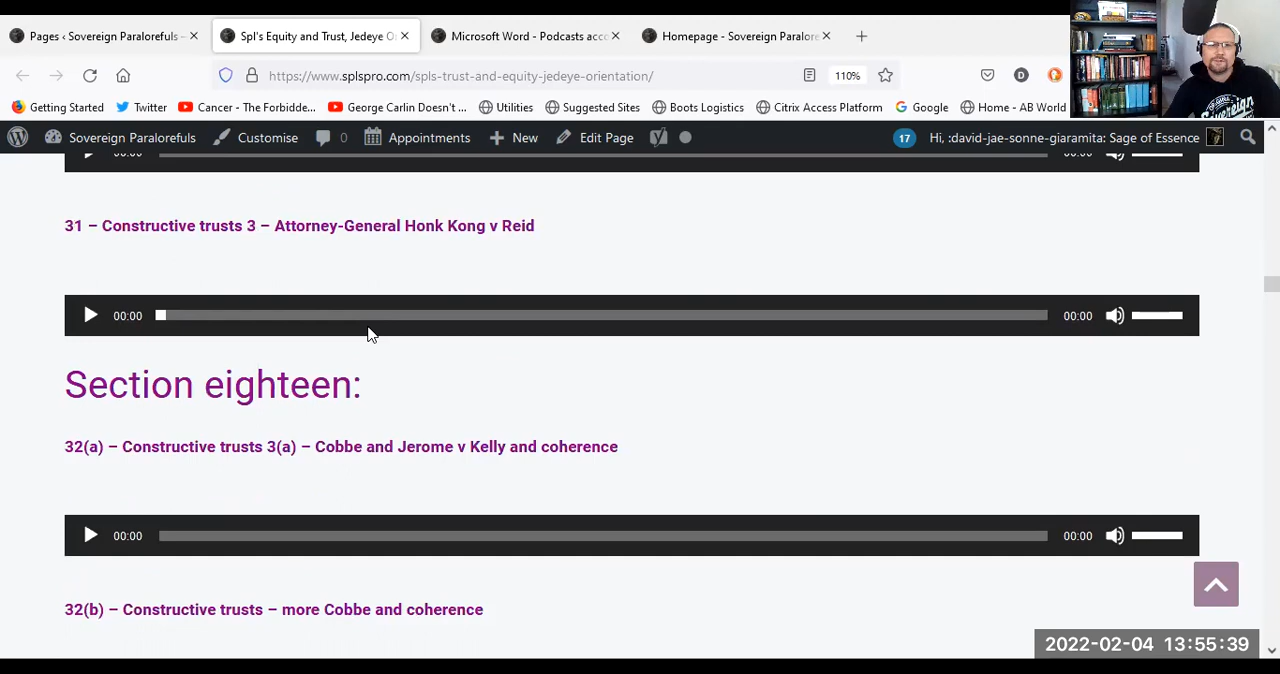 Pages ‹ Sovereign Paralorefuls –
Spl's Equity and Trust, Jedeye O
Microsoft Word - Podcasts acc
Homepage - Sovereign Paralore
https://www.splspro.com/spls-trust-and-equity-jedeye-orientation/
110%
D
Getting Started
Twitter
Cancer - The Forbidde...
George Carlin Doesn't ...
Utilities
Suggested Sites
Boots Logistics
Citrix Access Platform
Google
Home - AB World
Sovereign Paralorefuls
Customise
0
Appointments
New
Edit Page
17
Hi, :david-jae-sonne-giaramita: Sage of Essence
00:00
00:00
31 – Constructive trusts 3 – Attorney-General Honk Kong v Reid
00:00
00:00
Section eighteen:
32(a) – Constructive trusts 3(a) – Cobbe and Jerome v Kelly and coherence
00:00
00:00
32(b) – Constructive trusts – more Cobbe and coherence
2022-02-04 13:55:39